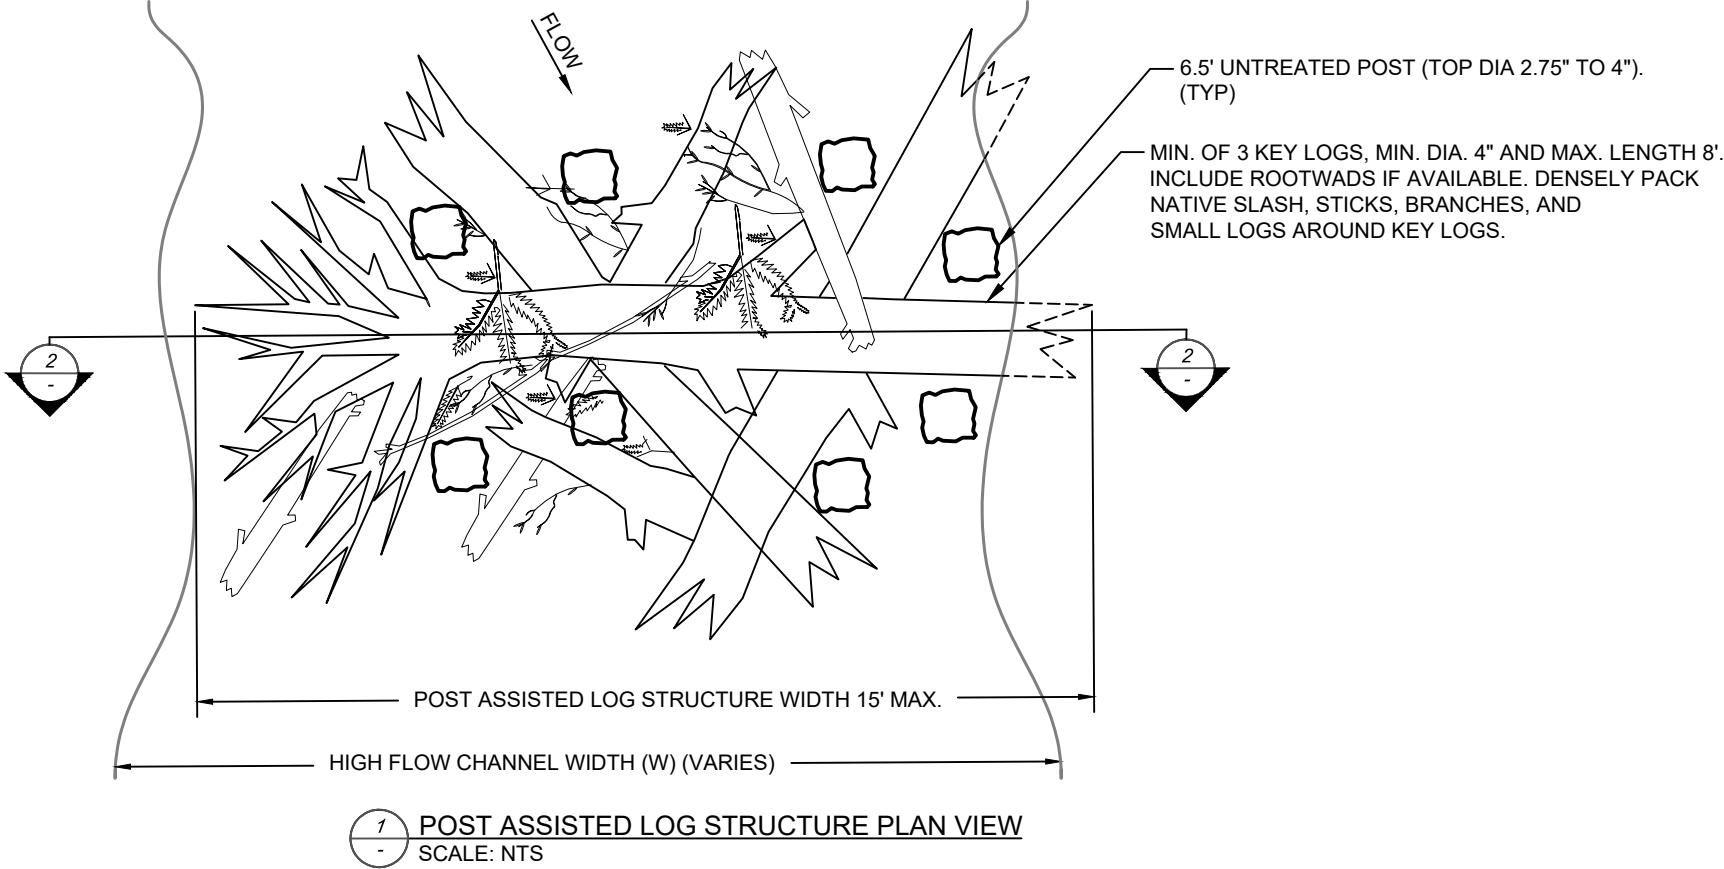 FLOW
6.5' UNTREATED POST (TOP DIA 2.75" TO 4").
(TYP)
MIN. OF 3 KEY LOGS, MIN. DIA. 4" AND MAX. LENGTH 8'.
INCLUDE ROOTWADS IF AVAILABLE. DENSELY PACK
NATIVE SLASH, STICKS, BRANCHES, AND
SMALL LOGS AROUND KEY LOGS.
2
-
2
-
POST ASSISTED LOG STRUCTURE WIDTH 15' MAX.
HIGH FLOW CHANNEL WIDTH (W) (VARIES)
1
-
POST ASSISTED LOG STRUCTURE PLAN VIEW
SCALE: NTS